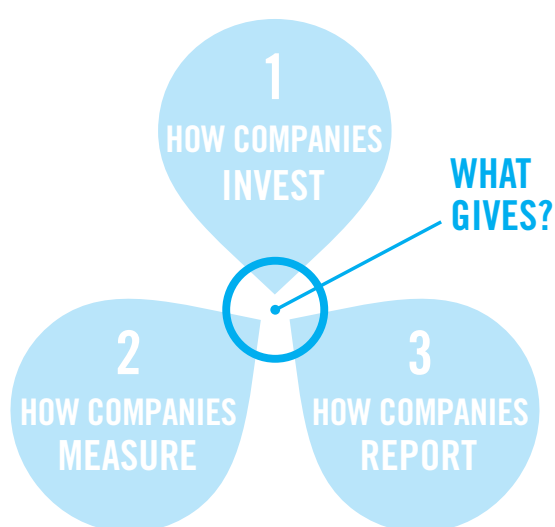 1
HOW COMPANIES
INVEST
WHAT
GIVES?
2
HOW COMPANIES
MEASURE
3
HOW COMPANIES
REPORT